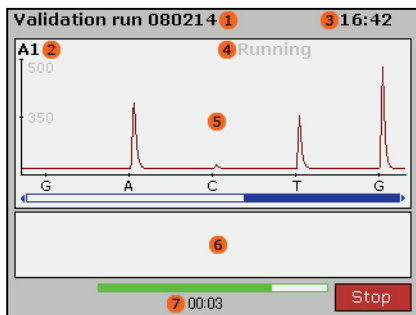 Validation run 080214 1 3 16:42
A1 2 4 Running
500
350 5
G A C T G
6
7 00:03 Stop